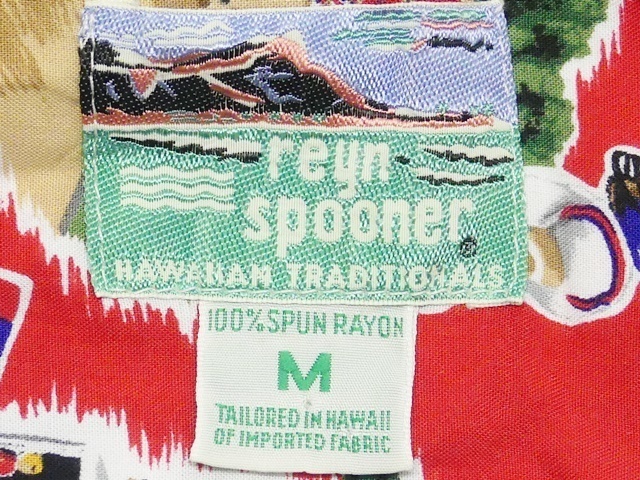 reyn
spooner®
HAWAIIAN TRADITIONALS
100% SPUN RAYON
M
TAILORED IN HAWAII
OF IMPORTED FABRIC